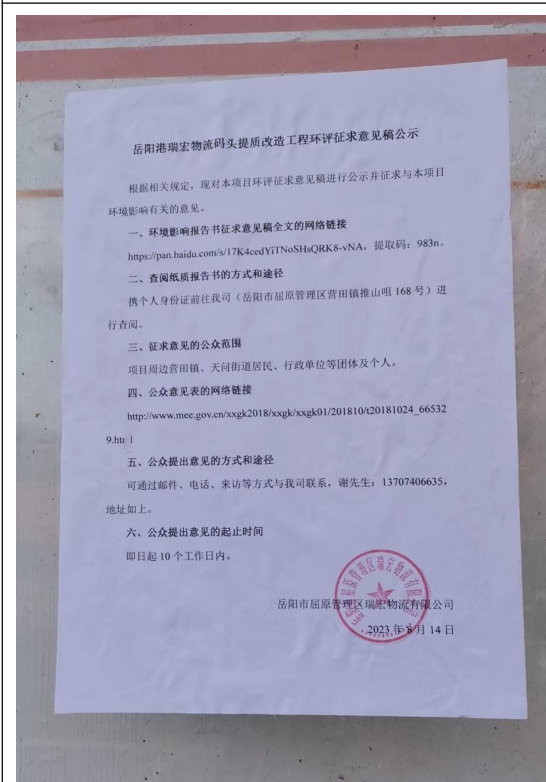 岳阳港瑞宏物流码头提质改造工程环评征求意见稿公示
根据相关规定，现对本项目环评征求意见稿进行公示并征求与本项目
环境影响有关的意见。
一、环境影响报告书征求意见稿全文的网络链接
https://pan.baidu.com/s/17K4cedYiTNoSHsQRK8-vNA，提取码：983n。
二、查阅纸质报告书的方式和途径
携个人身份证前往我司（岳阳市屈原管理区营田镇推山咀 168 号）进
行查阅。
三、征求意见的公众范围
项目周边营田镇、天问街道居民、行政单位等团体及个人。
四、公众意见表的网络链接
http://www.mee.gov.cn/xxgk2018/xxgk/xxgk01/201810/t20181024_66532
9.html
五、公众提出意见的方式和途径
可通过邮件、电话、来访等方式与我司联系，谢先生：13707406635，
地址如上。
六、公众提出意见的起止时间
即日起 10 个工作日内。
岳阳市屈原管理区瑞宏物流有限公司
2023 年 8 月 14 日